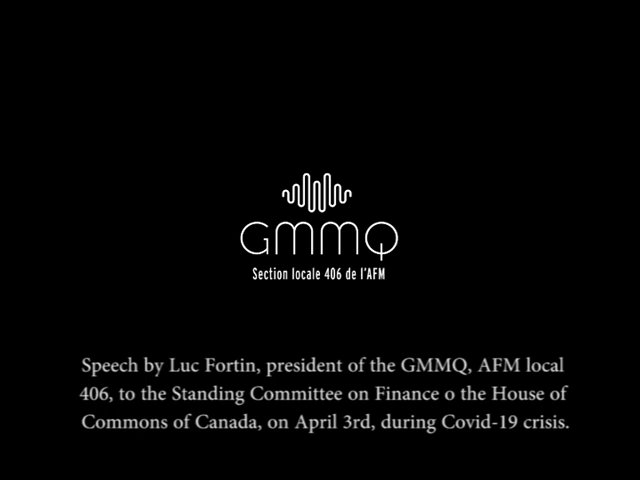 GMMQ
Section locale 406 de l'AFM
Speech by Luc Fortin, president of the GMMQ, AFM local
406, to the Standing Committee on Finance o the House of
Commons of Canada, on April 3rd, during Covid-19 crisis.